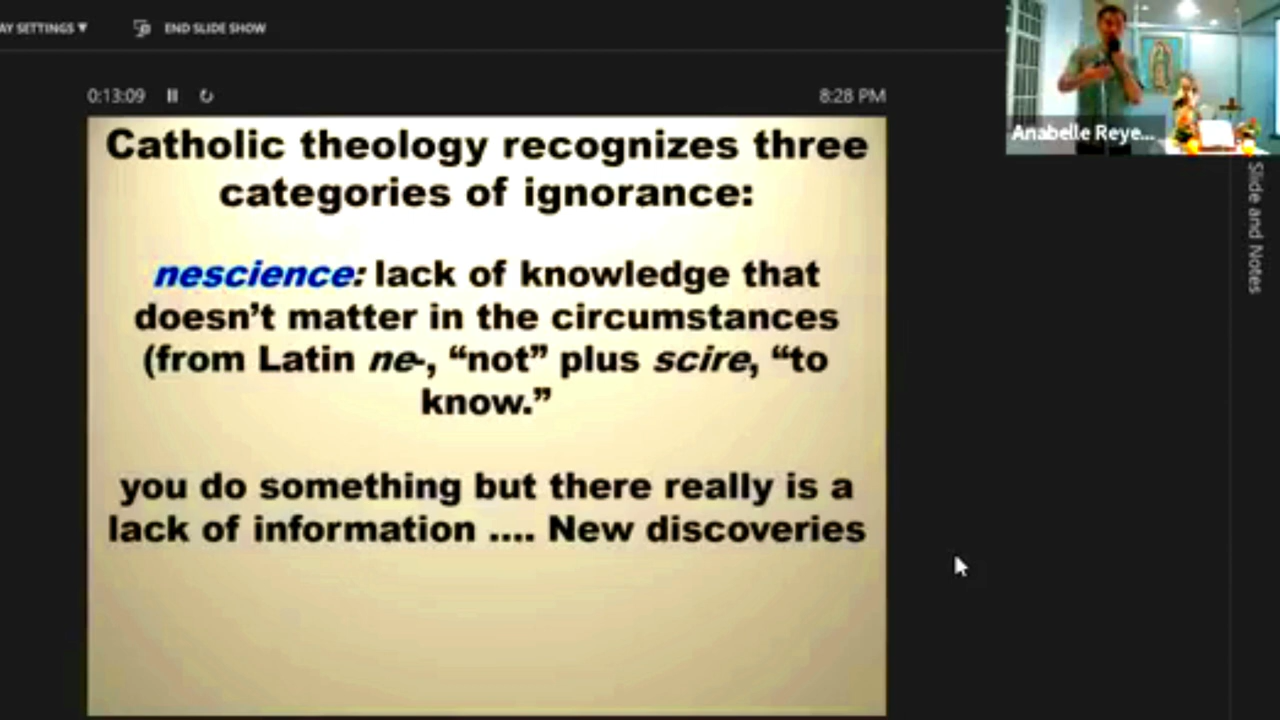 AY SETTINGS ▼ END SLIDE SHOW
0:13:09 8:28 PM
Anabelle Reye...
Catholic theology recognizes three
categories of ignorance:
nescience: lack of knowledge that
doesn’t matter in the circumstances
(from Latin ne-, “not” plus scire, “to
know.”
you do something but there really is a
lack of information .... New discoveries
Slide and Notes